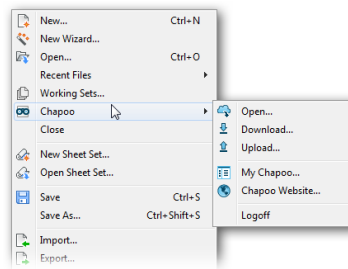 New... Ctrl+N
New Wizard...
Open... Ctrl+O
Recent Files
Working Sets...
Chapoo
Close
New Sheet Set...
Open Sheet Set...
Save Ctrl+S
Save As... Ctrl+Shift+S
Import...
Export...
Open...
Download...
Upload...
My Chapoo...
Chapoo Website...
Logoff